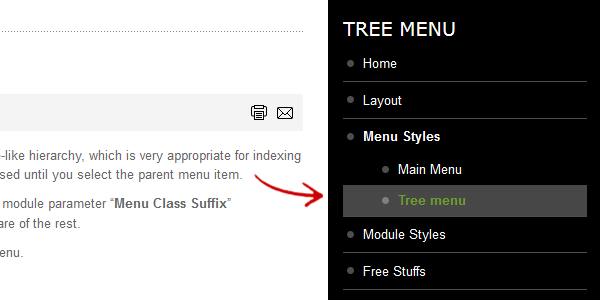 -like hierarchy, which is very appropriate for indexing
sed until you select the parent menu item.
module parameter “Menu Class Suffix”
are of the rest.
enu.
TREE MENU
Home
Layout
Menu Styles
Main Menu
Tree menu
Module Styles
Free Stuffs